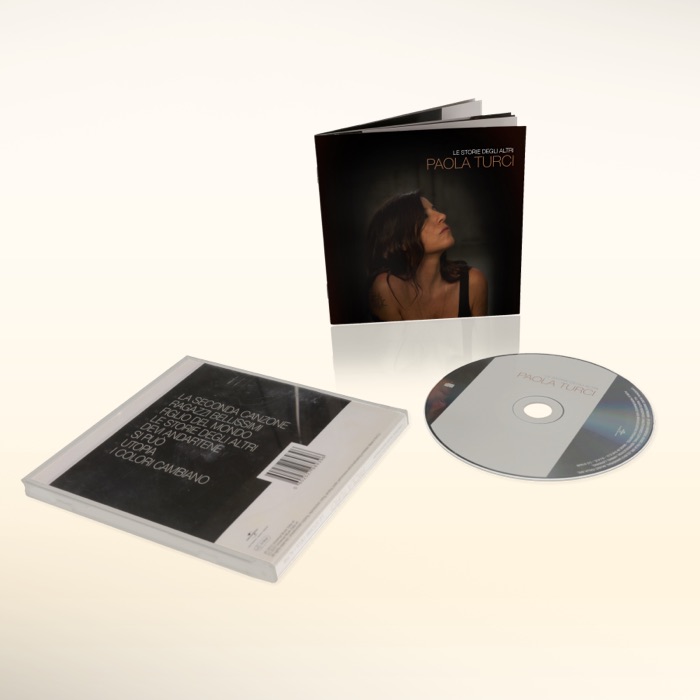 LE STORIE DEGLI ALTRI
PAOLA TURCI
PAOLA TURCI
LA SECONDA CANZONE
RAGAZZI BELLISSIMI
FIGLIO DEL MONDO
LE STORIE DEGLI ALTRI
DEVI ANDARTENE
SI PUÒ
UTOPIA
I COLORI CAMBIANO